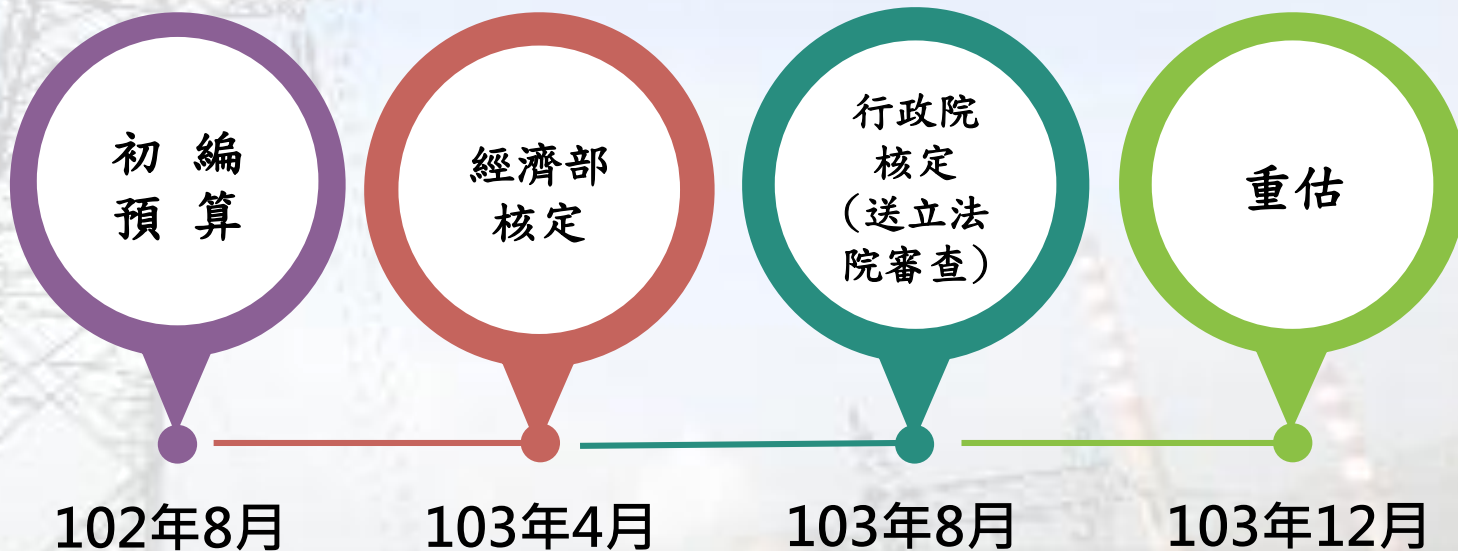 初 編
預 算
經濟部
核定
行政院
核定
(送立法
院審查)
重估
102年8月
103年4月
103年8月
103年12月